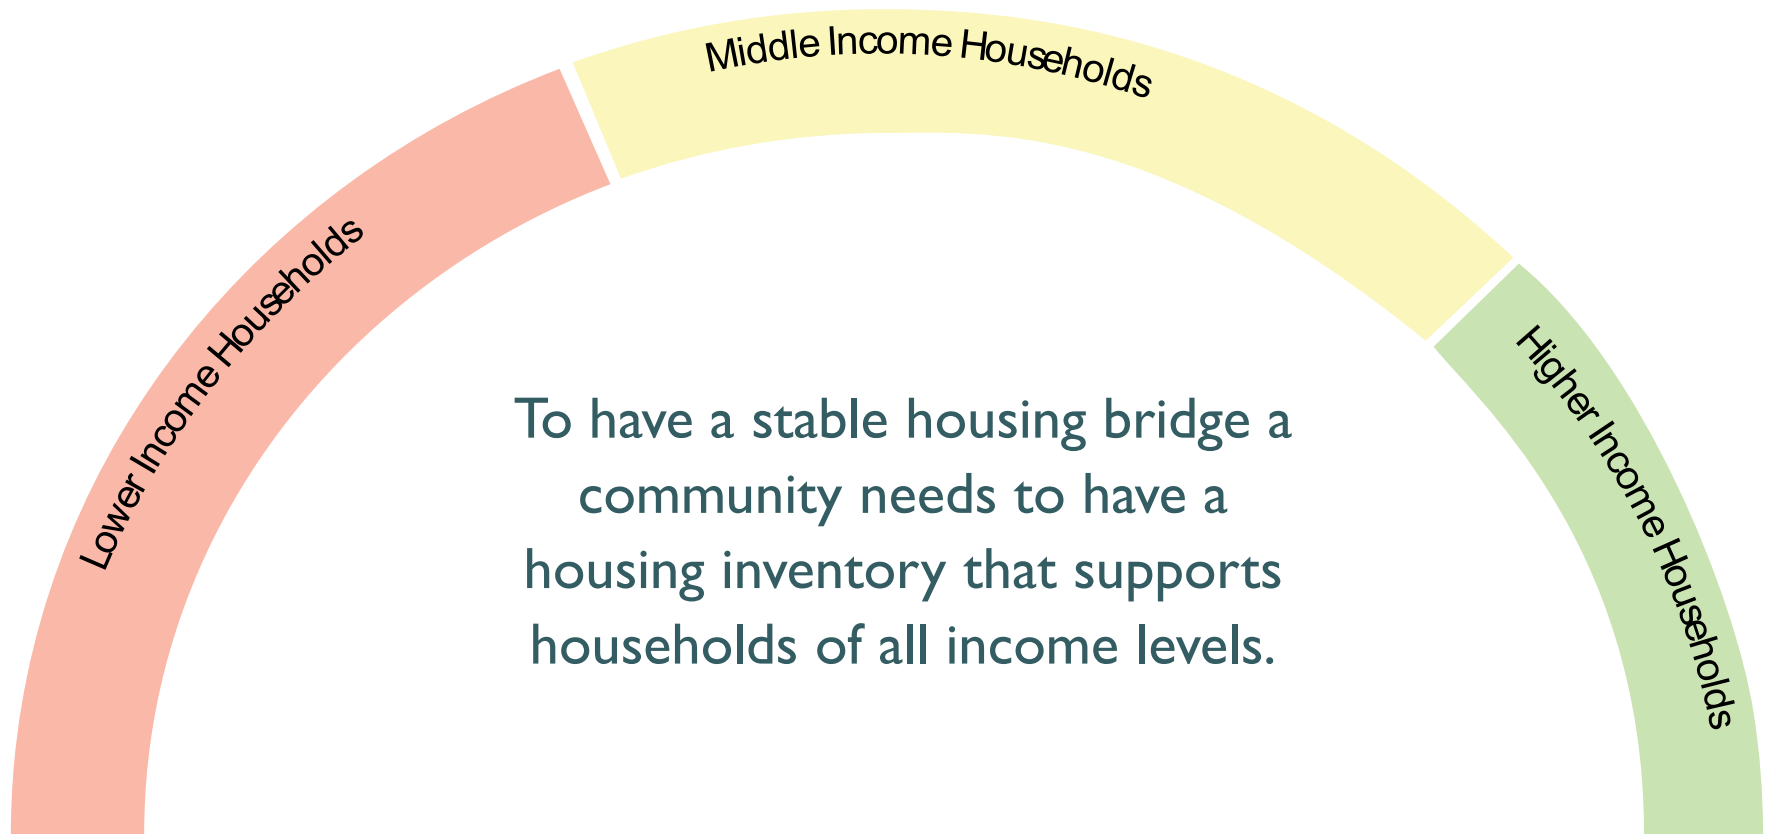 Middle Income Households
Lower Income Households
Higher Income Households
To have a stable housing bridge a
community needs to have a
housing inventory that supports
households of all income levels.